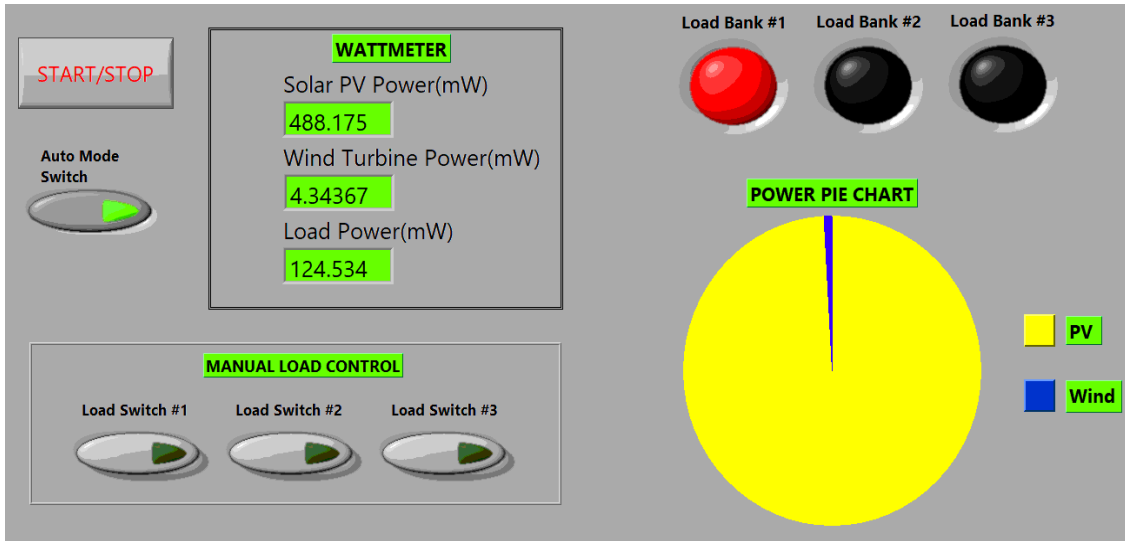 START/STOP
Auto Mode
Switch
WATTMETER
Solar PV Power(mW)
488.175
Wind Turbine Power(mW)
4.34367
Load Power(mW)
124.534
MANUAL LOAD CONTROL
Load Switch #1 Load Switch #2 Load Switch #3
Load Bank #1 Load Bank #2 Load Bank #3
POWER PIE CHART
PV
Wind